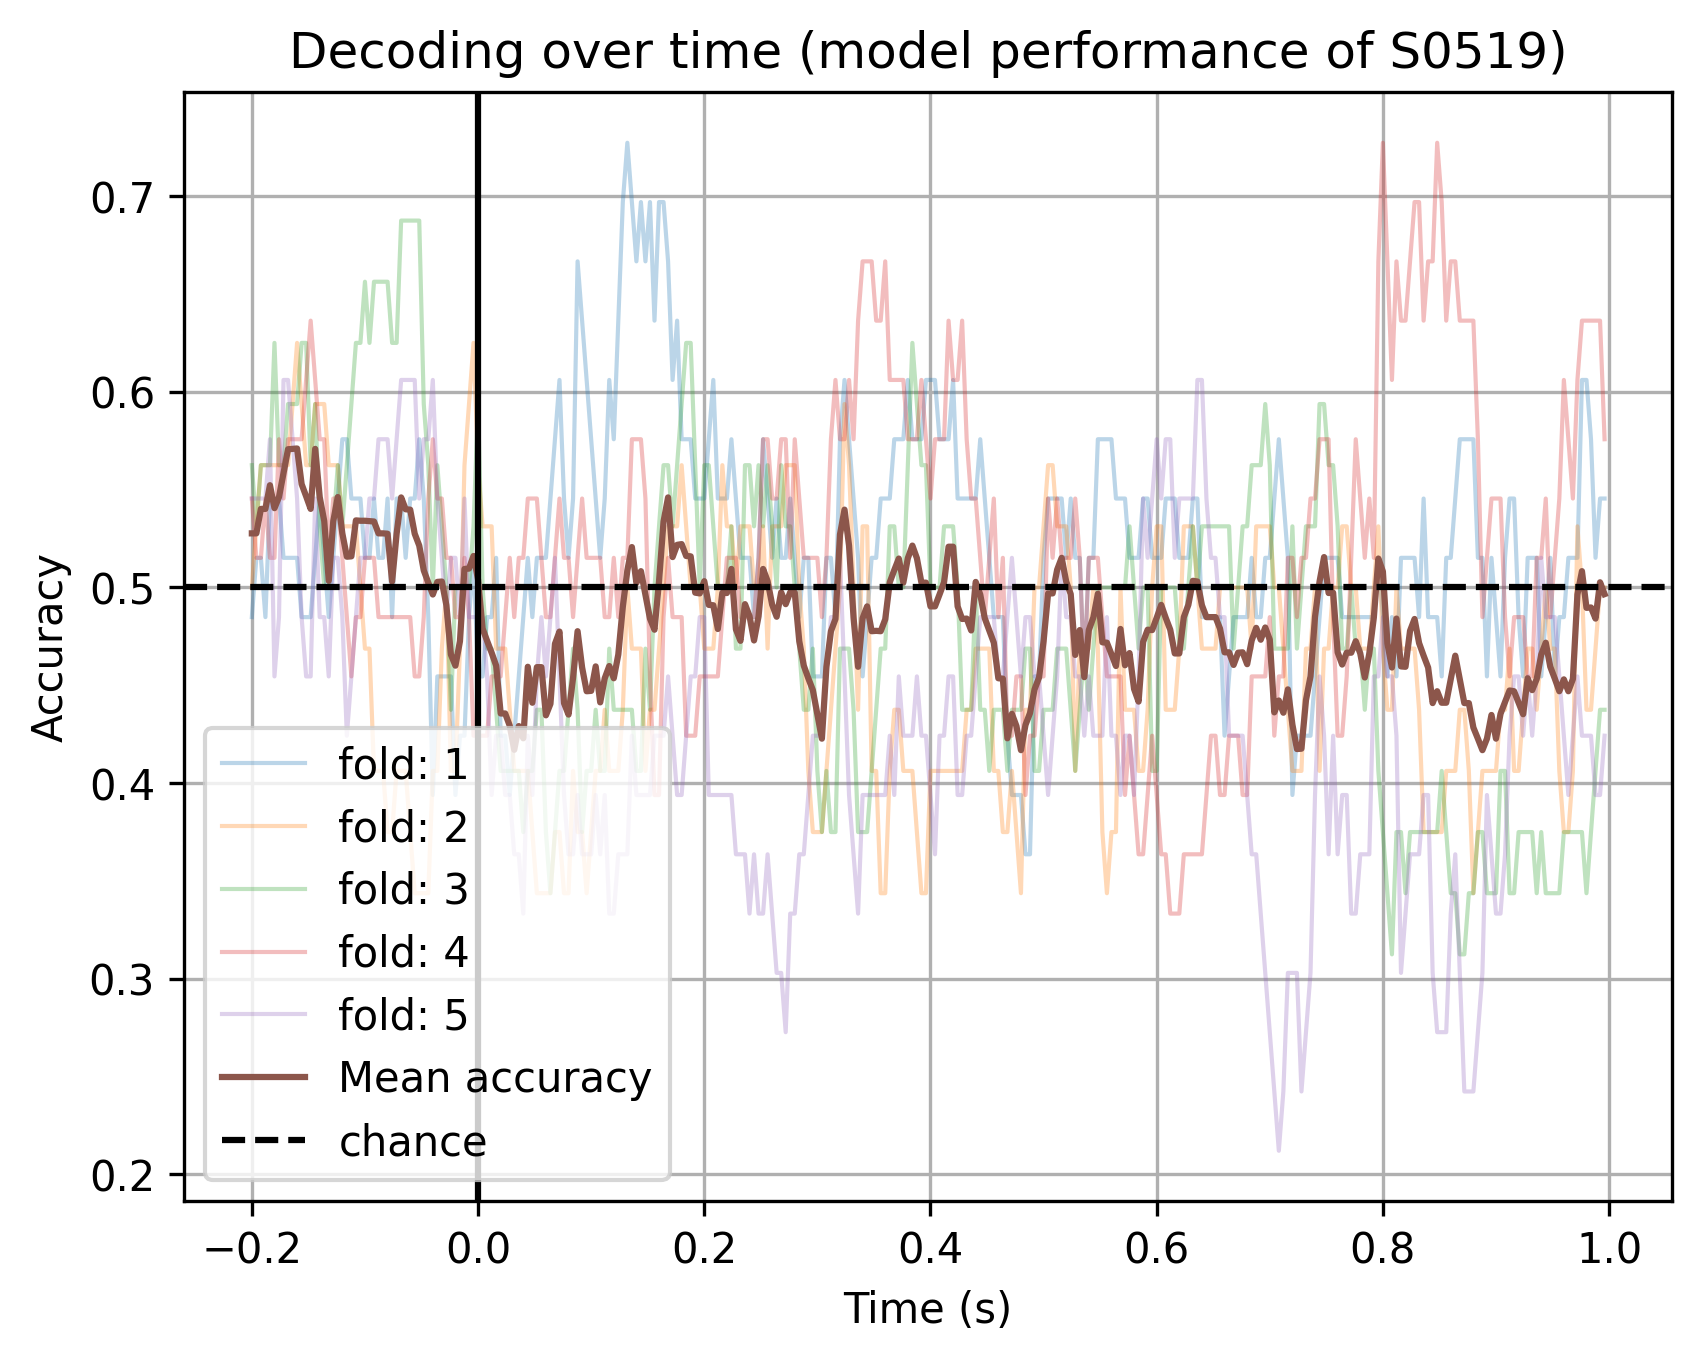 Decoding over time (model performance of S0519)
Accuracy
0.7
0.6
0.5
0.4
0.3
0.2
fold: 1
fold: 2
fold: 3
fold: 4
fold: 5
Mean accuracy
chance
−0.2 0.0 0.2 0.4 0.6 0.8 1.0
Time (s)